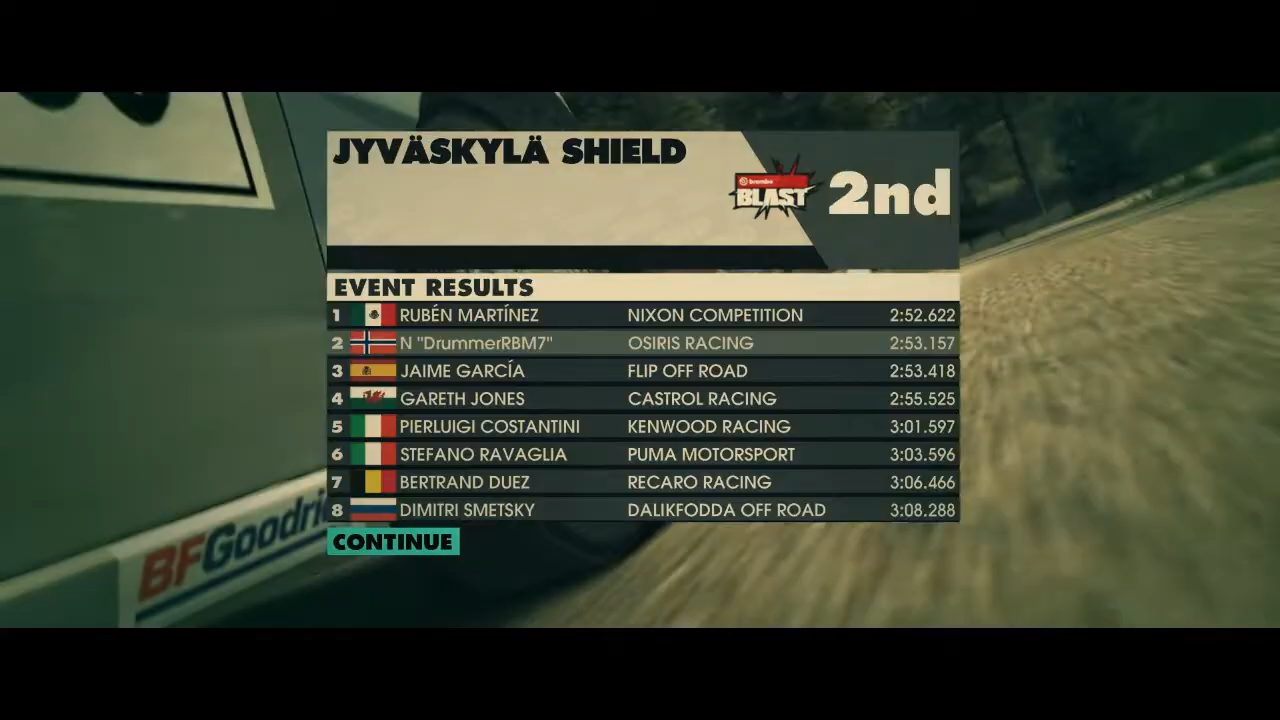 JYVÄSKYLÄ SHIELD
brembo
BLAST
2nd
EVENT RESULTS
1 RUBÉN MARTÍNEZ NIXON COMPETITION 2:52.622
2 N "DrummerRBM7" OSIRIS RACING 2:53.157
3 JAIME GARCÍA FLIP OFF ROAD 2:53.418
4 GARETH JONES CASTROL RACING 2:55.525
5 PIERLUIGI COSTANTINI KENWOOD RACING 3:01.597
6 STEFANO RAVAGLIA PUMA MOTORSPORT 3:03.596
7 BERTRAND DUEZ RECARO RACING 3:06.466
8 DIMITRI SMETSKY DALIKFODDA OFF ROAD 3:08.288
CONTINUE
BFGoodri